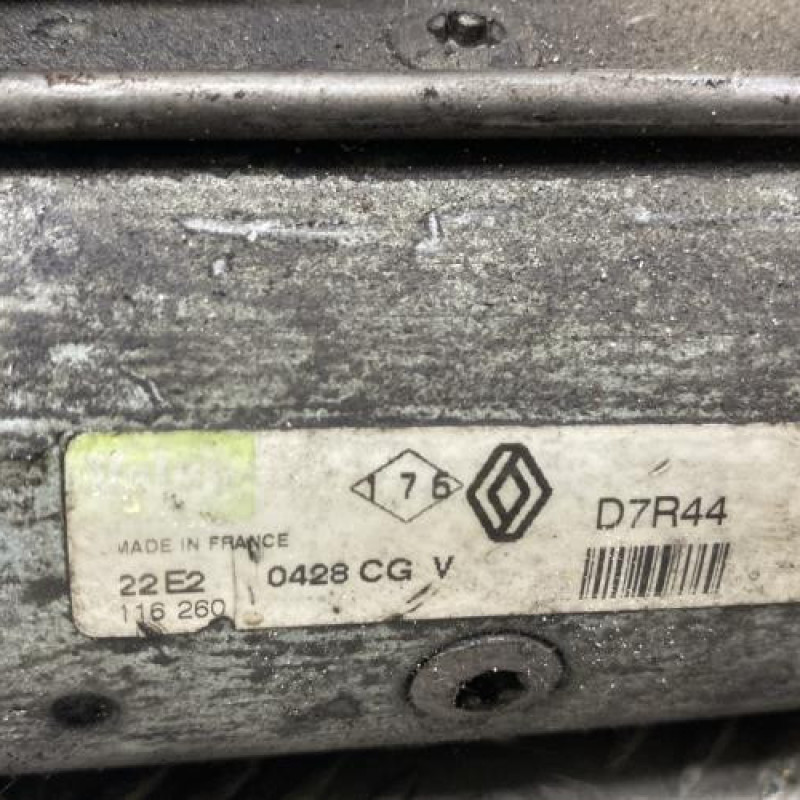 176
D7R44
MADE IN FRANCE
22E2
0428 CG V
116 260